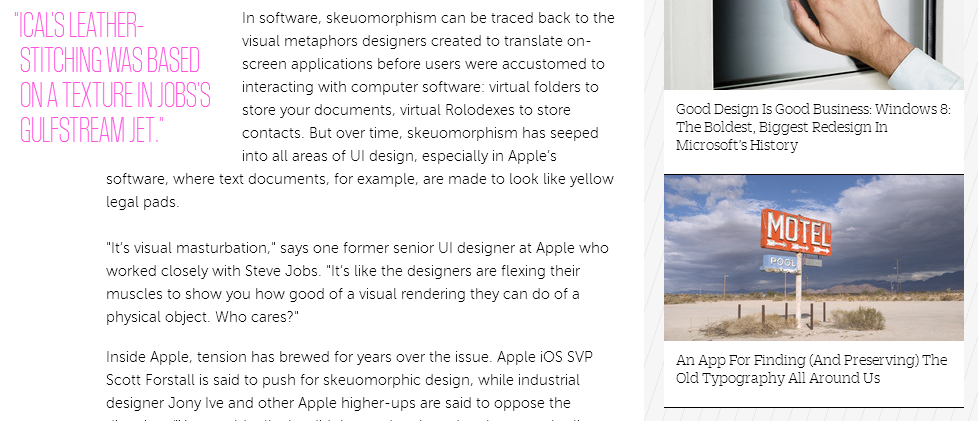 "ICAL'S LEATHER-
STITCHING WAS BASED
ON A TEXTURE IN JOBS'S
GULFSTREAM JET."
In software, skeuomorphism can be traced back to the
visual metaphors designers created to translate on-
screen applications before users were accustomed to
interacting with computer software: virtual folders to
store your documents, virtual Rolodexes to store
contacts. But over time, skeuomorphism has seeped
into all areas of UI design, especially in Apple's
software, where text documents, for example, are made to look like yellow
legal pads.
"It's visual masturbation," says one former senior UI designer at Apple who
worked closely with Steve Jobs. "It's like the designers are flexing their
muscles to show you how good of a visual rendering they can do of a
physical object. Who cares?"
Inside Apple, tension has brewed for years over the issue. Apple iOS SVP
Scott Forstall is said to push for skeuomorphic design, while industrial
designer Jony Ive and other Apple higher-ups are said to oppose the
Good Design Is Good Business: Windows 8:
The Boldest, Biggest Redesign In
Microsoft's History
MOTEL
POOL
An App For Finding (And Preserving) The
Old Typography All Around Us